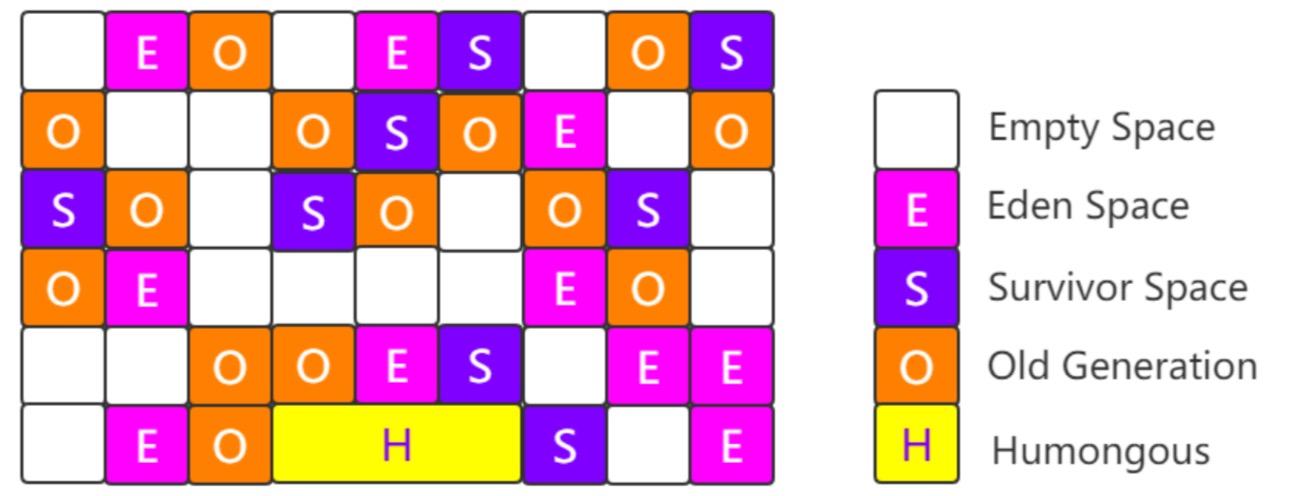 E O E S O S
O O S O E O
S O S O O S
O E E O
O O E S E E
E O H S E
Empty Space
E Eden Space
S Survivor Space
O Old Generation
H Humongous